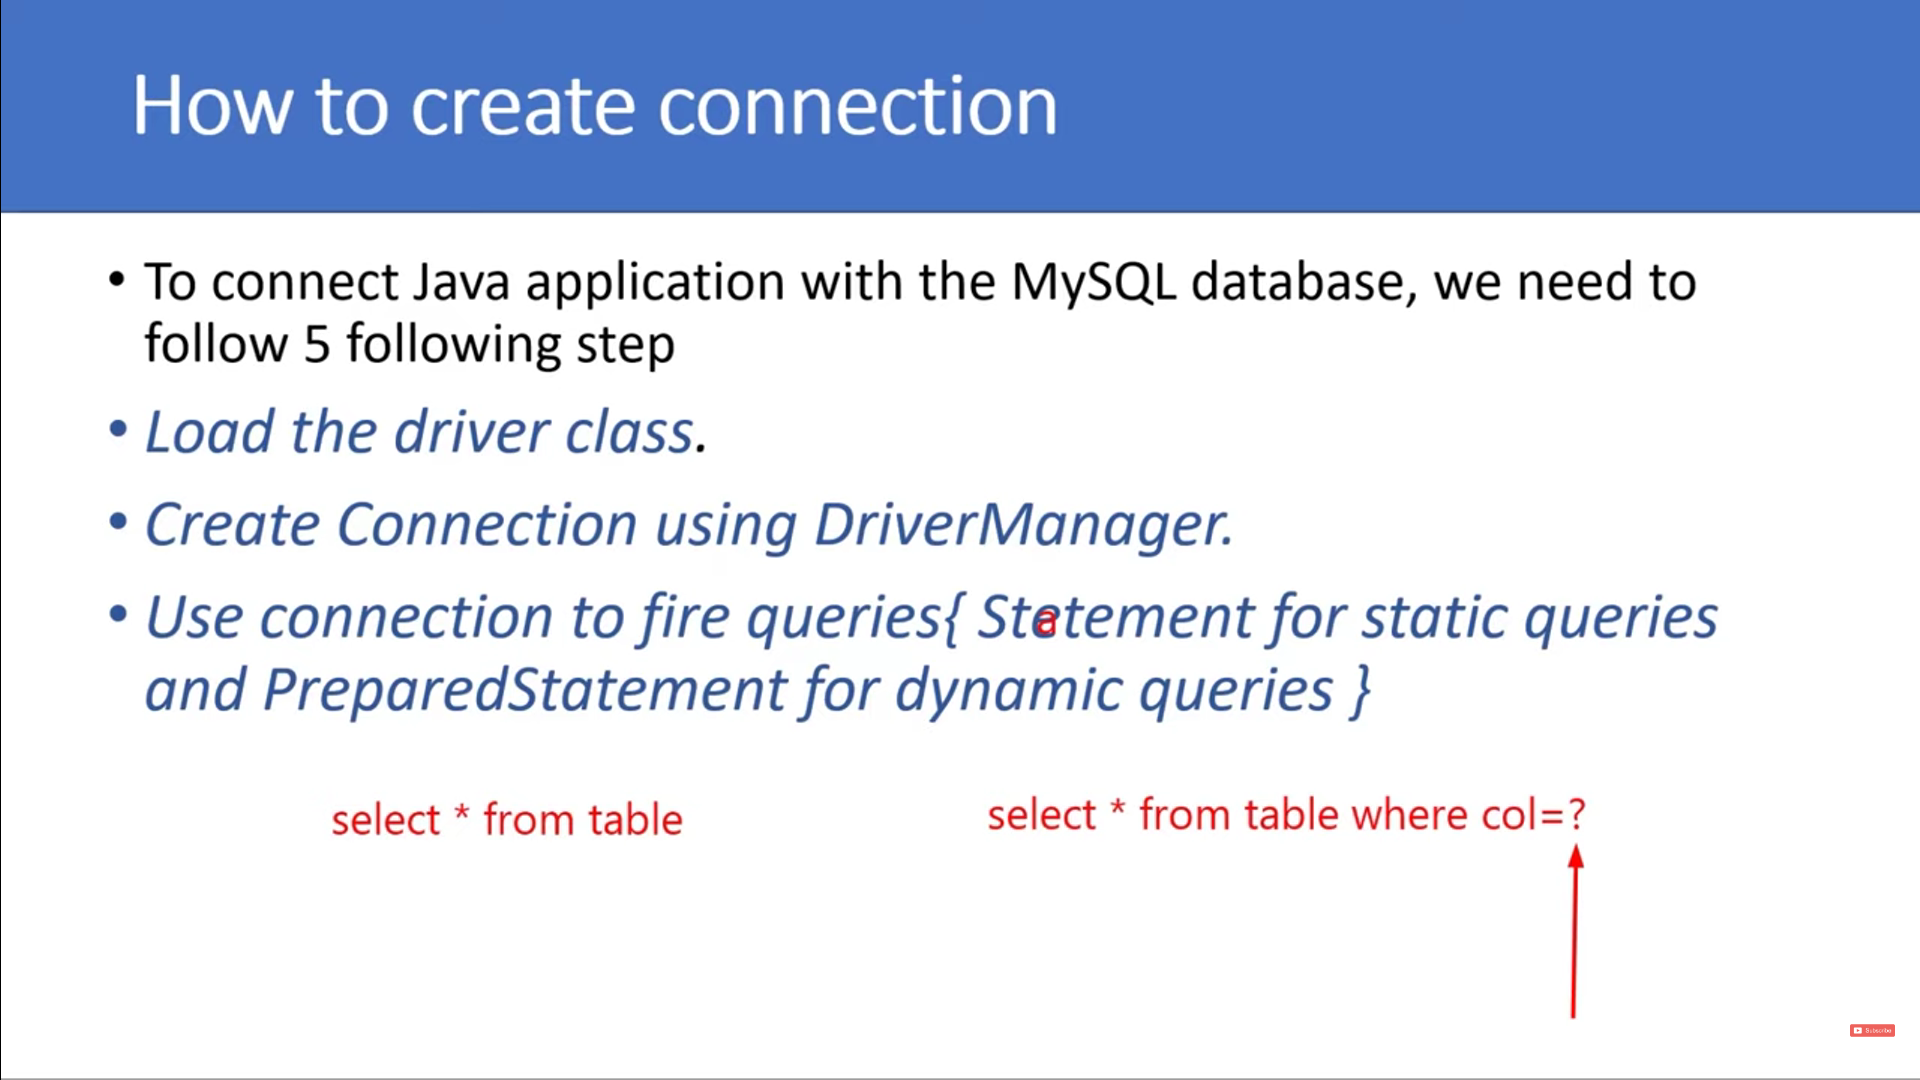 How to create connection
• To connect Java application with the MySQL database, we need to
follow 5 following step
• Load the driver class.
• Create Connection using DriverManager.
• Use connection to fire queries{ Statement for static queries
and PreparedStatement for dynamic queries }
a
select * from table
select * from table where col=?
Subscribe